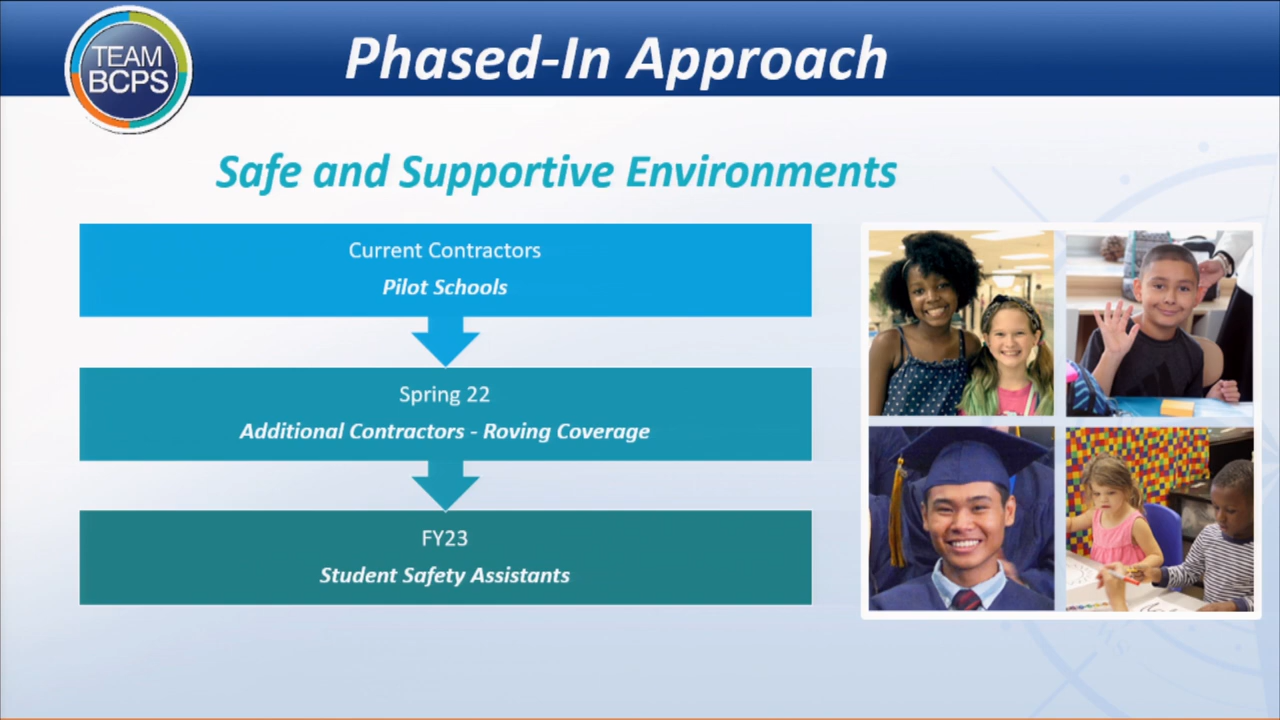 TEAM
BCPS
Phased-In Approach
Safe and Supportive Environments
Current Contractors
Pilot Schools
Spring 22
Additional Contractors - Roving Coverage
FY23
Student Safety Assistants